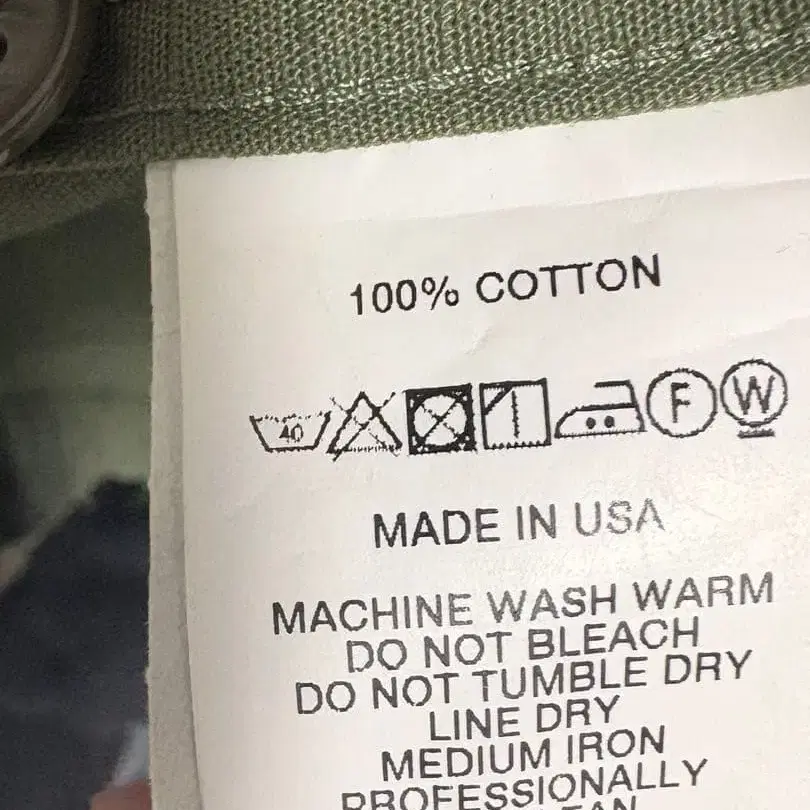 100% COTTON
40 F W
MADE IN USA
MACHINE WASH WARM
DO NOT BLEACH
DO NOT TUMBLE DRY
LINE DRY
MEDIUM IRON
PROFESSIONALLY